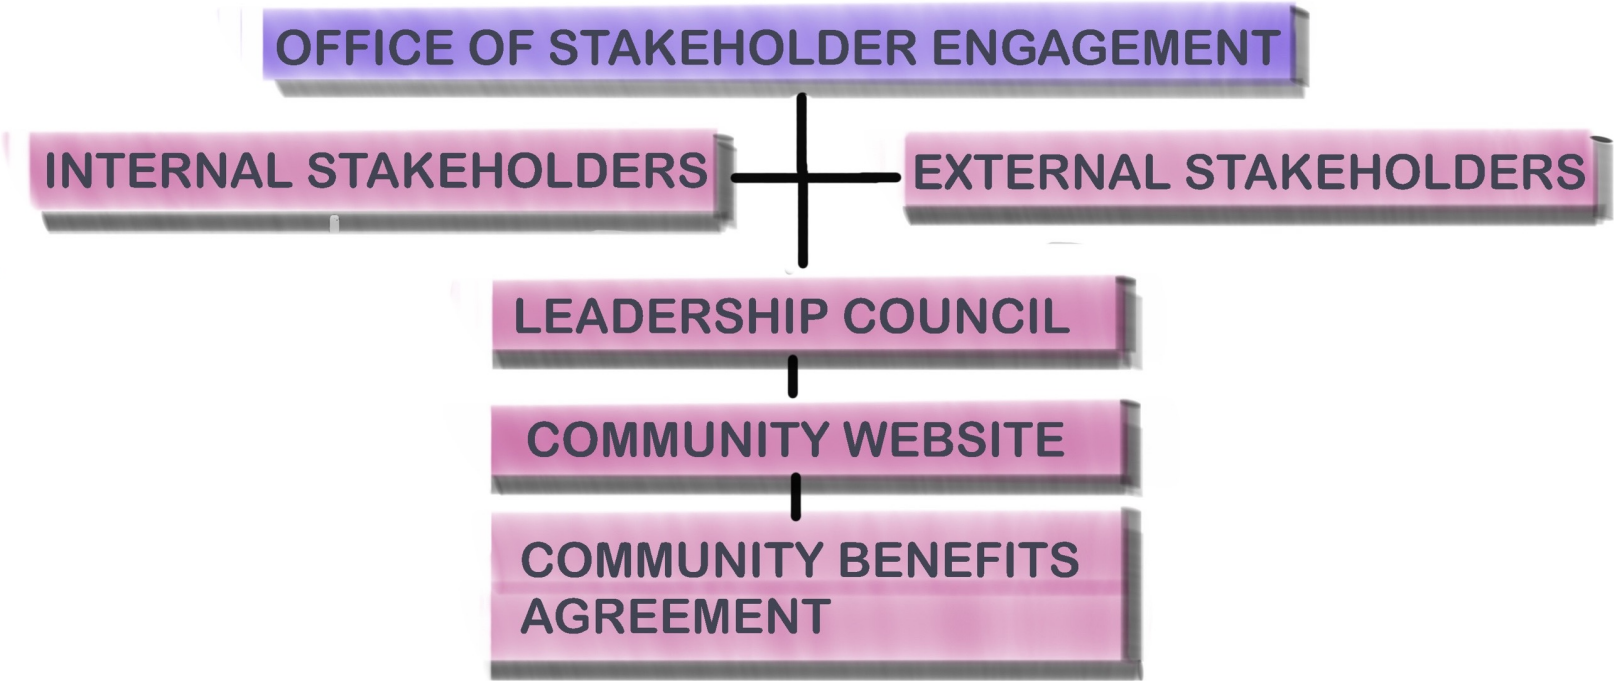 OFFICE OF STAKEHOLDER ENGAGEMENT
INTERNAL STAKEHOLDERS
EXTERNAL STAKEHOLDERS
LEADERSHIP COUNCIL
COMMUNITY WEBSITE
COMMUNITY BENEFITS
AGREEMENT